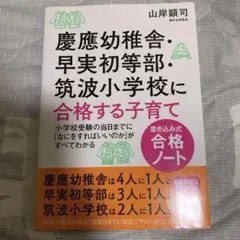 山岸顕司
慶應幼稚舎・
早実初等部・
筑波小学校に
合格する子育て
小学校受験の当日までに
「なにをすればいいのか」が
すべてわかる
書き込み式
合格
ノート
慶應幼稚舎は4人に1人
早実初等部は3人に1人
筑波小学校は2人に1人